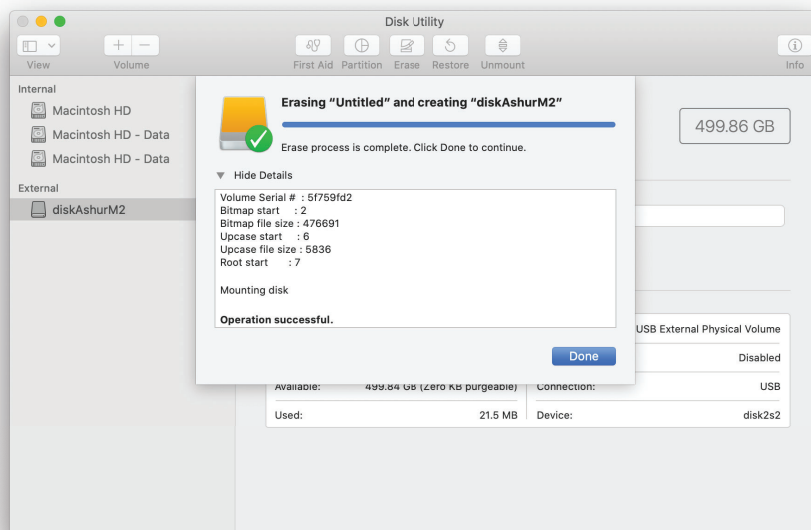 Disk Utility
View
Volume
First Aid
Partition
Erase
Restore
Unmount
Info
Internal
Macintosh HD
Macintosh HD - Data
Macintosh HD - Data
External
diskAshurM2
Erasing “Untitled” and creating “diskAshurM2”
Erase process is complete. Click Done to continue.
Hide Details
Volume Serial # : 5f759fd2
Bitmap start : 2
Bitmap file size : 476691
Upcase start : 6
Upcase file size : 5836
Root start : 7
Mounting disk
Operation successful.
Done
499.86 GB
USB External Physical Volume
Disabled
Available: 499.84 GB (Zero KB purgeable)
Connection: USB
Used: 21.5 MB
Device: disk2s2